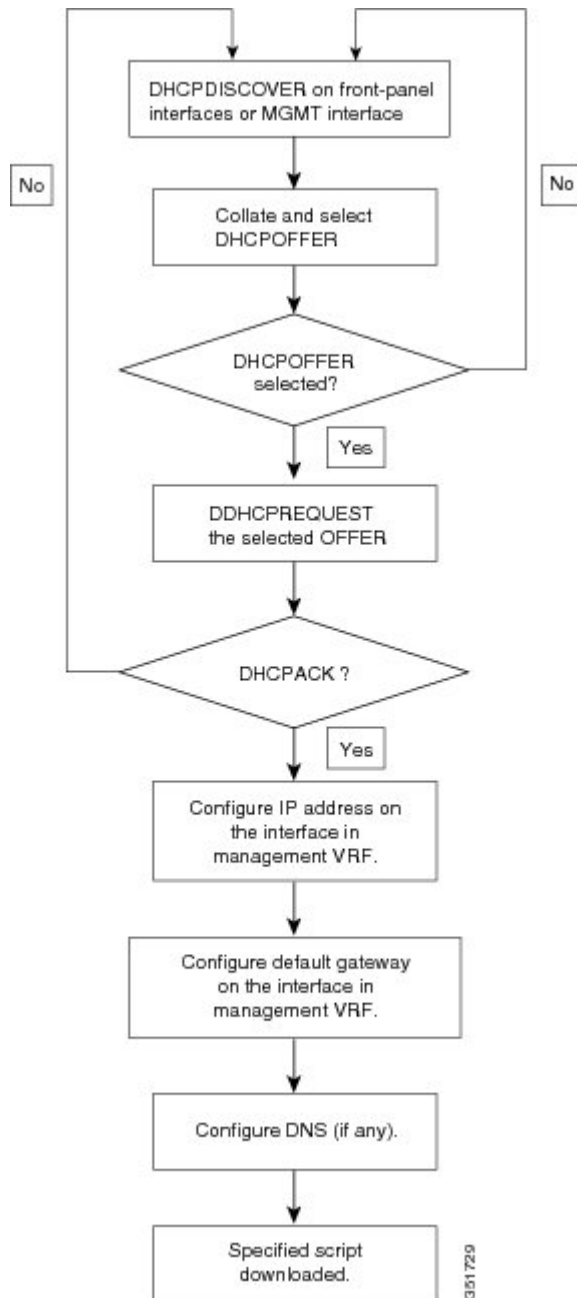 DHCPDISCOVER on front-panel
interfaces or MGMT interface
No
No
Collate and select
DHCPOFFER
DHCPOFFER
selected?
Yes
DDHCPREQUEST
the selected OFFER
DHCPACK ?
Yes
Configure IP address on
the interface in
management VRF.
Configure default gateway
on the interface in
management VRF.
Configure DNS (if any).
Specified script
downloaded.
351729